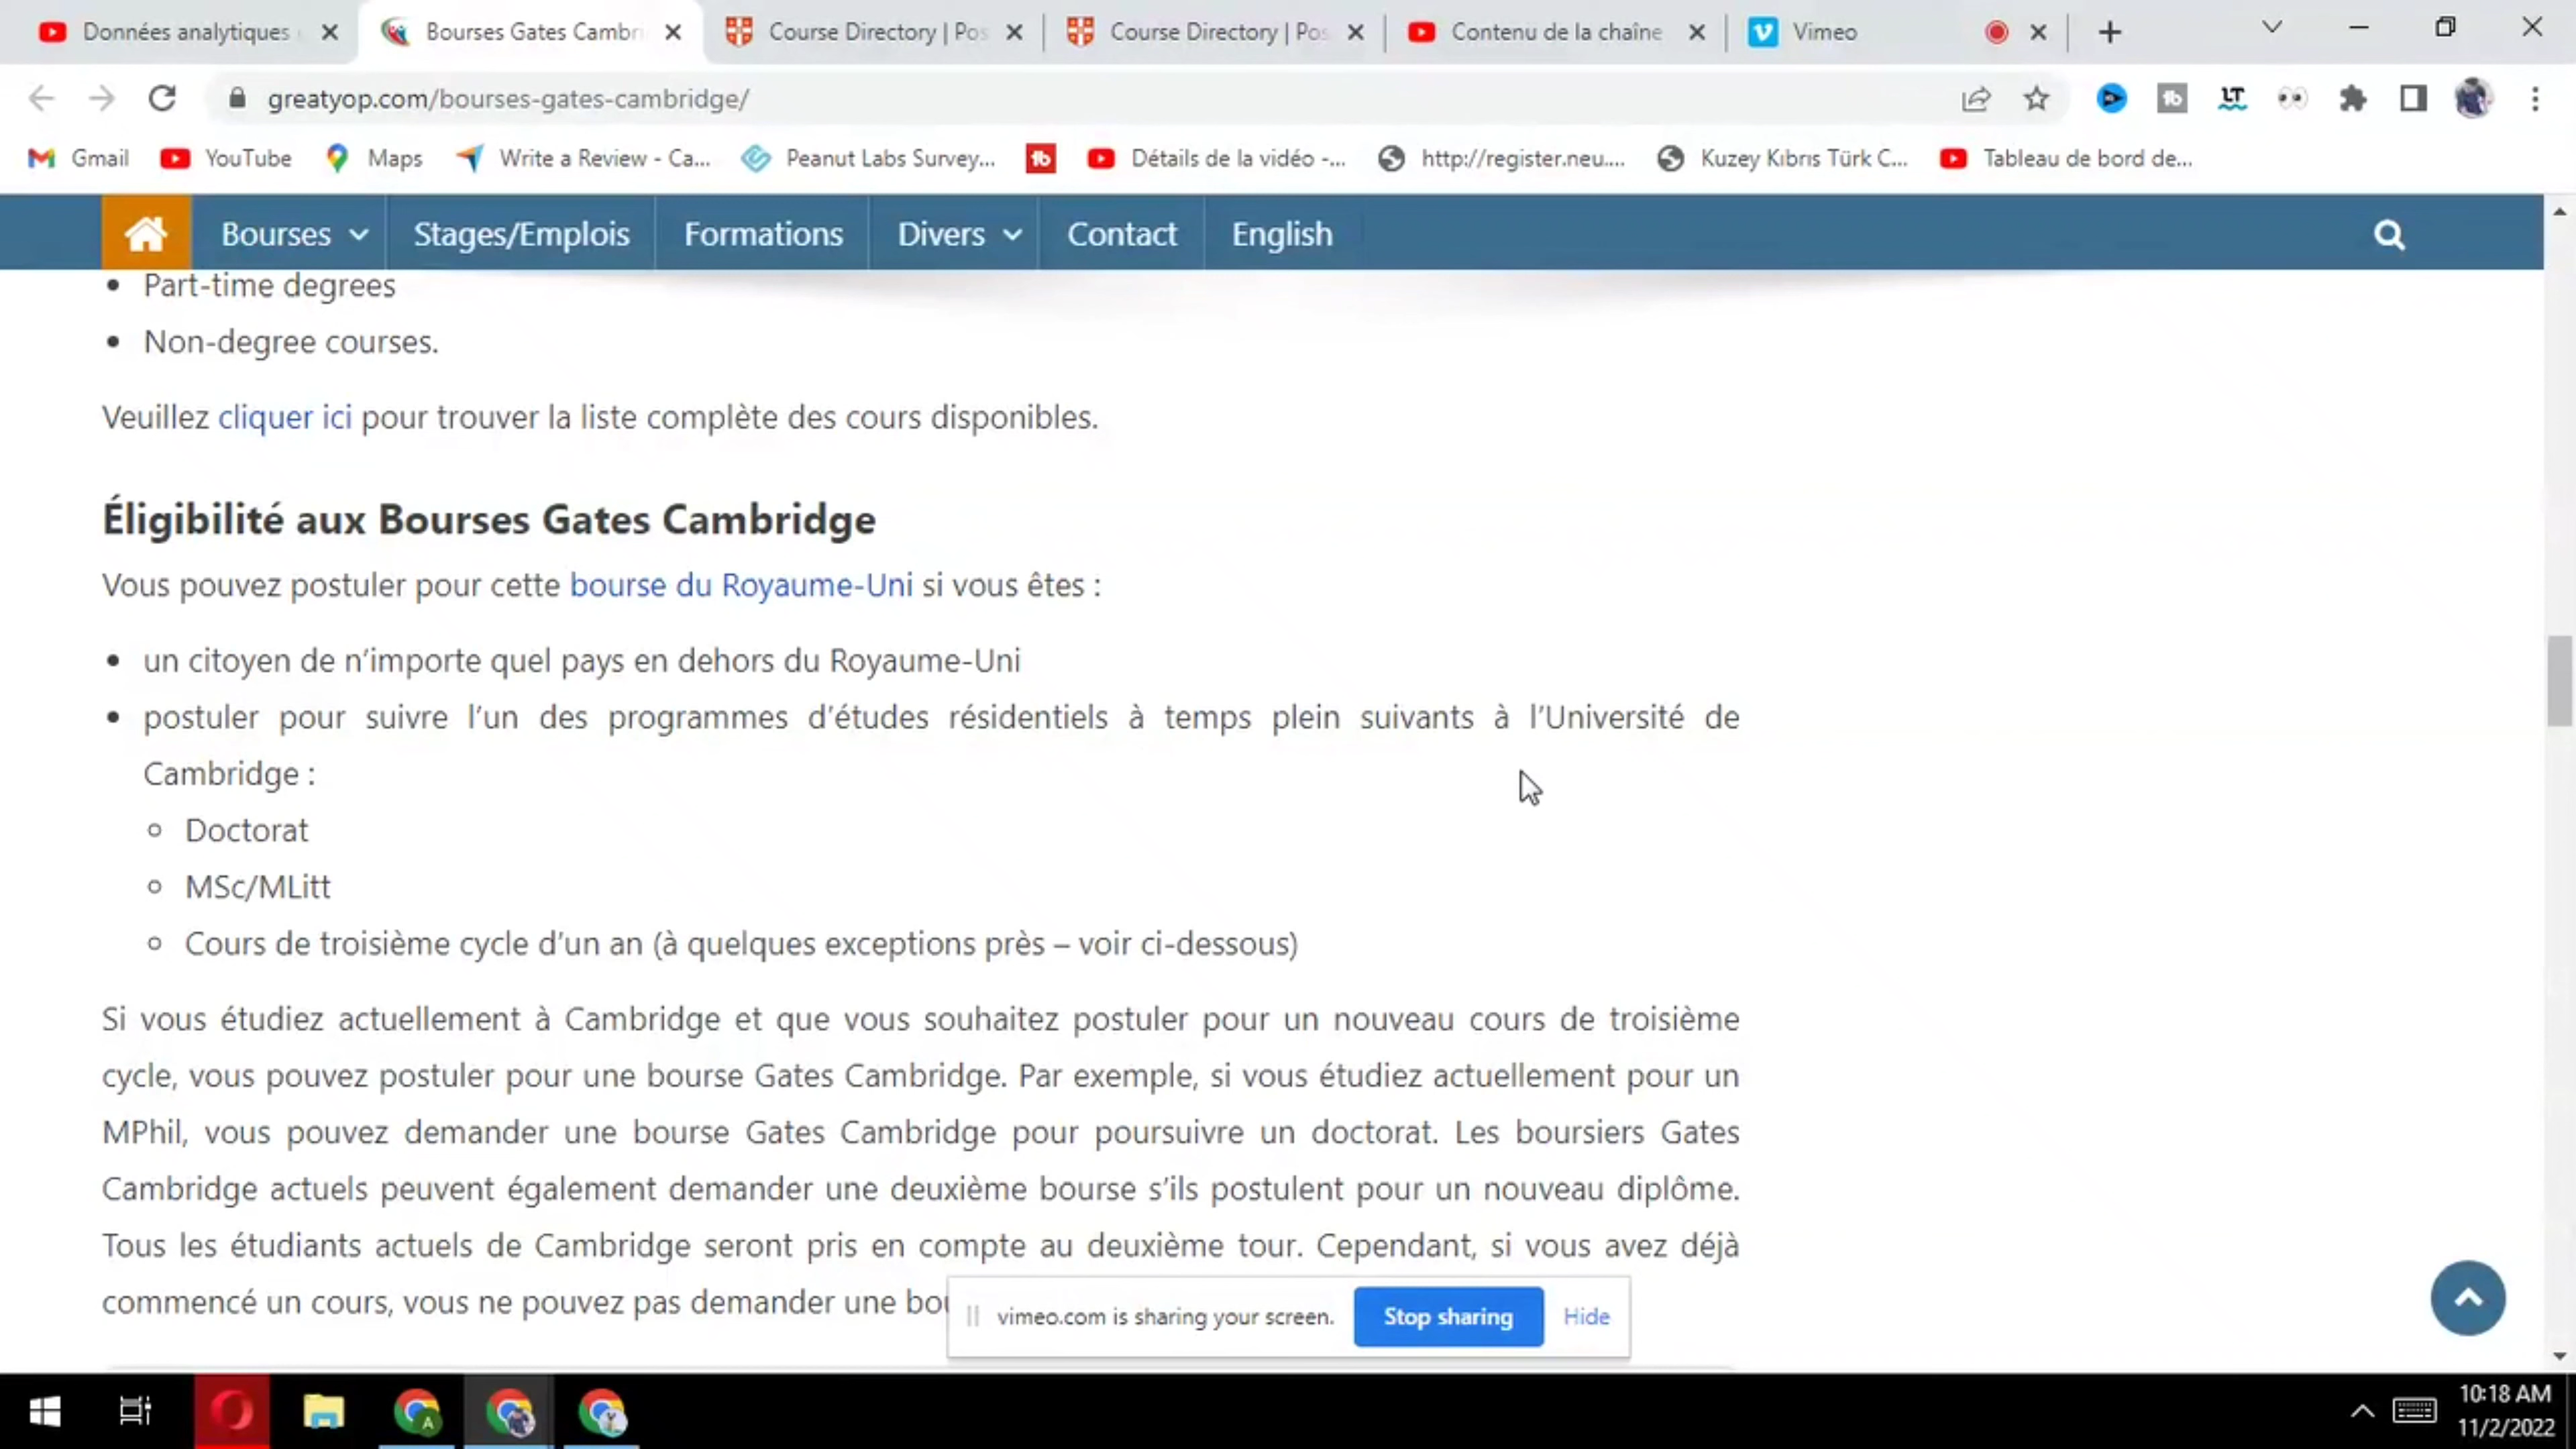 Données analytiques
Bourses Gates Cambri
Course Directory | Pos
Course Directory | Pos
Contenu de la chaîne
Vimeo
greatyop.com/bourses-gates-cambridge/
Gmail
YouTube
Maps
Write a Review - Ca...
Peanut Labs Survey...
Détails de la vidéo -...
http://register.neu....
Kuzey Kıbrıs Türk C...
Tableau de bord de...
Bourses
Stages/Emplois
Formations
Divers
Contact
English
Part-time degrees
Non-degree courses.
Veuillez cliquer ici pour trouver la liste complète des cours disponibles.
Éligibilité aux Bourses Gates Cambridge
Vous pouvez postuler pour cette bourse du Royaume-Uni si vous êtes :
un citoyen de n'importe quel pays en dehors du Royaume-Uni
postuler pour suivre l'un des programmes d'études résidentiels à temps plein suivants à l'Université de
Cambridge :
Doctorat
MSc/MLitt
Cours de troisième cycle d'un an (à quelques exceptions près – voir ci-dessous)
Si vous étudiez actuellement à Cambridge et que vous souhaitez postuler pour un nouveau cours de troisième
cycle, vous pouvez postuler pour une bourse Gates Cambridge. Par exemple, si vous étudiez actuellement pour un
MPhil, vous pouvez demander une bourse Gates Cambridge pour poursuivre un doctorat. Les boursiers Gates
Cambridge actuels peuvent également demander une deuxième bourse s'ils postulent pour un nouveau diplôme.
Tous les étudiants actuels de Cambridge seront pris en compte au deuxième tour. Cependant, si vous avez déjà
commencé un cours, vous ne pouvez pas demander une bou
vimeo.com is sharing your screen.
Stop sharing
Hide
10:18 AM
11/2/2022